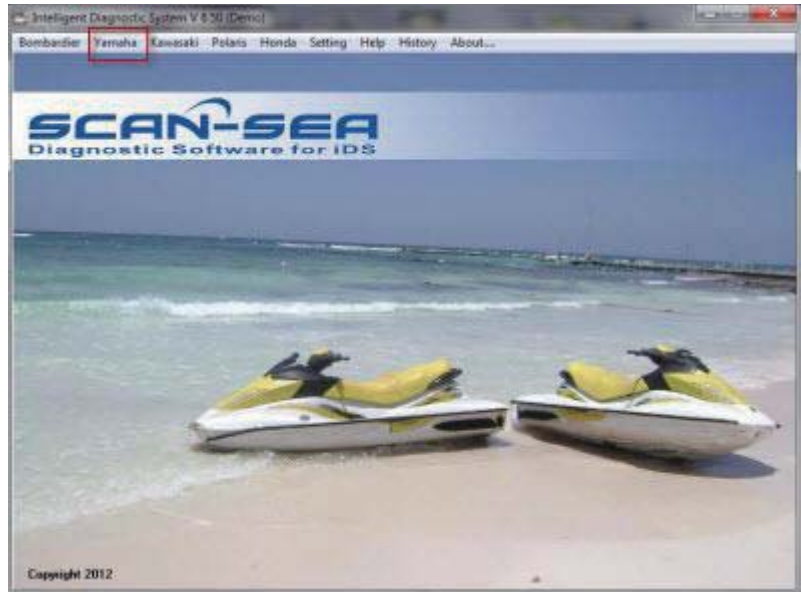 Intelligent Diagnostic System V 8.50 (Demo)
Bombardier Yamaha Kawasaki Polaris Honda Setting Help History About...
SCAN-SEA
Diagnostic Software for iDS
Copyright 2012